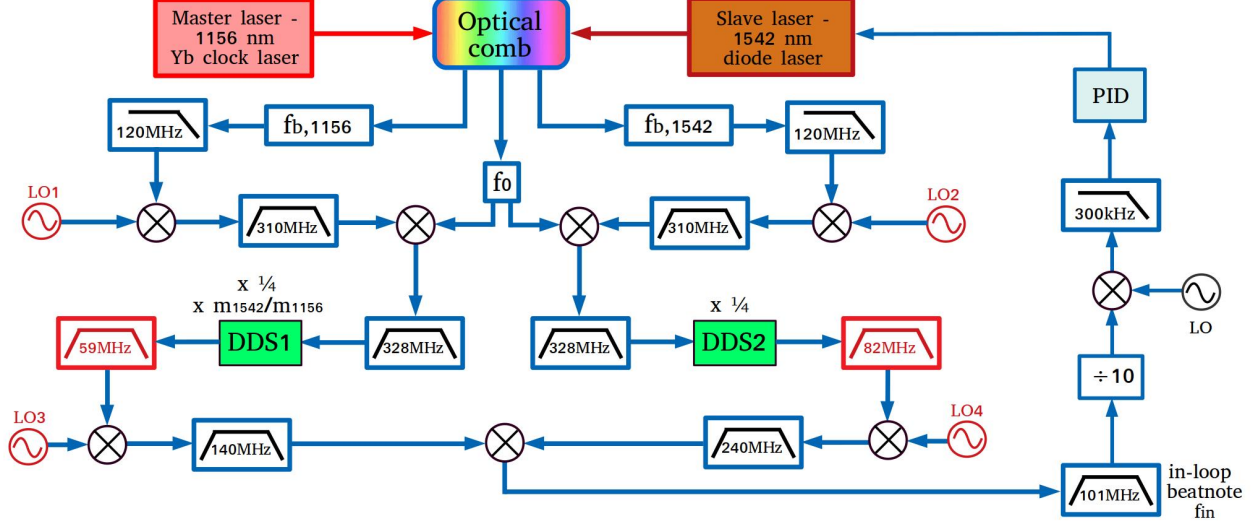 Master laser -
1156 nm
Yb clock laser
Optical
comb
Slave laser -
1542 nm
diode laser
PID
120MHz
fb,1156
fb,1542
120MHz
f0
LO1
310MHz
310MHz
LO2
300kHz
LO
x ¼
x m1542/m1156
x ¼
59MHz
DDS1
328MHz
328MHz
DDS2
82MHz
÷10
LO3
140MHz
240MHz
LO4
101MHz
in-loop
beatnote
fin